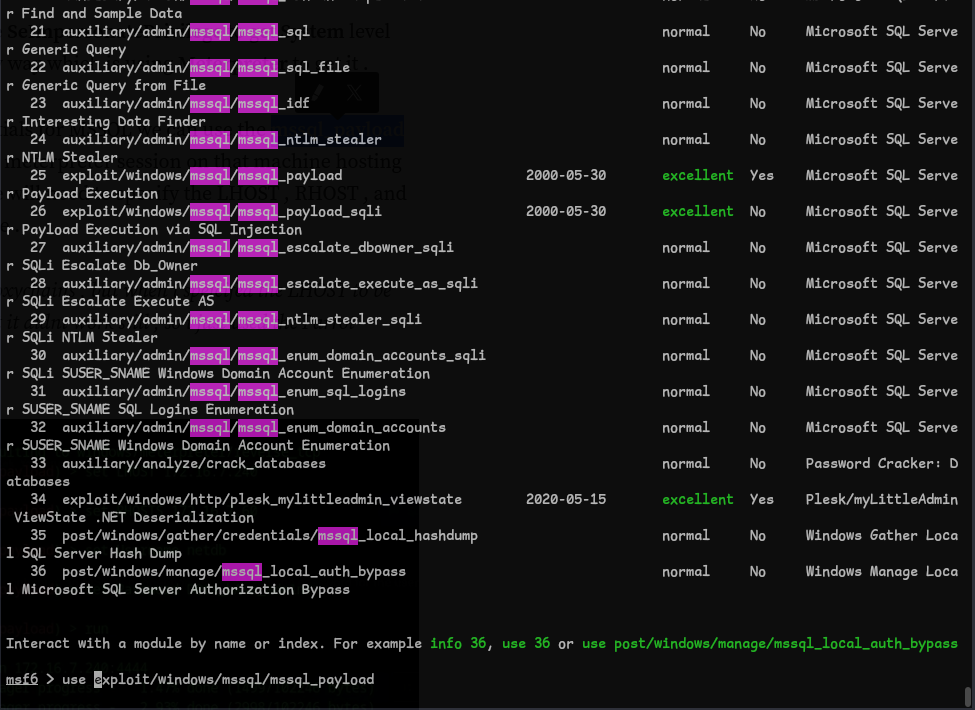 r Find and Sample Data
21 auxiliary/admin/mssql/mssql_sql normal No Microsoft SQL Serve
r Generic Query
22 auxiliary/admin/mssql/mssql_sql_file normal No Microsoft SQL Serve
r Generic Query from File
23 auxiliary/admin/mssql/mssql_idf normal No Microsoft SQL Serve
r Interesting Data Finder
24 auxiliary/admin/mssql/mssql_ntlm_stealer normal No Microsoft SQL Serve
r NTLM Stealer
25 exploit/windows/mssql/mssql_payload 2000-05-30 excellent Yes Microsoft SQL Serve
r Payload Execution
26 exploit/windows/mssql/mssql_payload_sqli 2000-05-30 excellent No Microsoft SQL Serve
r Payload Execution via SQL Injection
27 auxiliary/admin/mssql/mssql_escalate_dbowner_sqli normal No Microsoft SQL Serve
r SQLi Escalate Db_Owner
28 auxiliary/admin/mssql/mssql_escalate_execute_as_sqli normal No Microsoft SQL Serve
r SQLi Escalate Execute AS
29 auxiliary/admin/mssql/mssql_ntlm_stealer_sqli normal No Microsoft SQL Serve
r SQLi NTLM Stealer
30 auxiliary/admin/mssql/mssql_enum_domain_accounts_sqli normal No Microsoft SQL Serve
r SQLi SUSER_SNAME Windows Domain Account Enumeration
31 auxiliary/admin/mssql/mssql_enum_sql_logins normal No Microsoft SQL Serve
r SUSER_SNAME SQL Logins Enumeration
32 auxiliary/admin/mssql/mssql_enum_domain_accounts normal No Microsoft SQL Serve
r SUSER_SNAME Windows Domain Account Enumeration
33 auxiliary/analyze/crack_databases normal No Password Cracker: D
atabases
34 exploit/windows/http/plesk_mylittleadmin_viewstate 2020-05-15 excellent Yes Plesk/myLittleAdmin
ViewState .NET Deserialization
35 post/windows/gather/credentials/mssql_local_hashdump normal No Windows Gather Loca
l SQL Server Hash Dump
36 post/windows/manage/mssql_local_auth_bypass normal No Windows Manage Loca
l Microsoft SQL Server Authorization Bypass
Interact with a module by name or index. For example info 36, use 36 or use post/windows/manage/mssql_local_auth_bypass
msf6 > use exploit/windows/mssql/mssql_payload